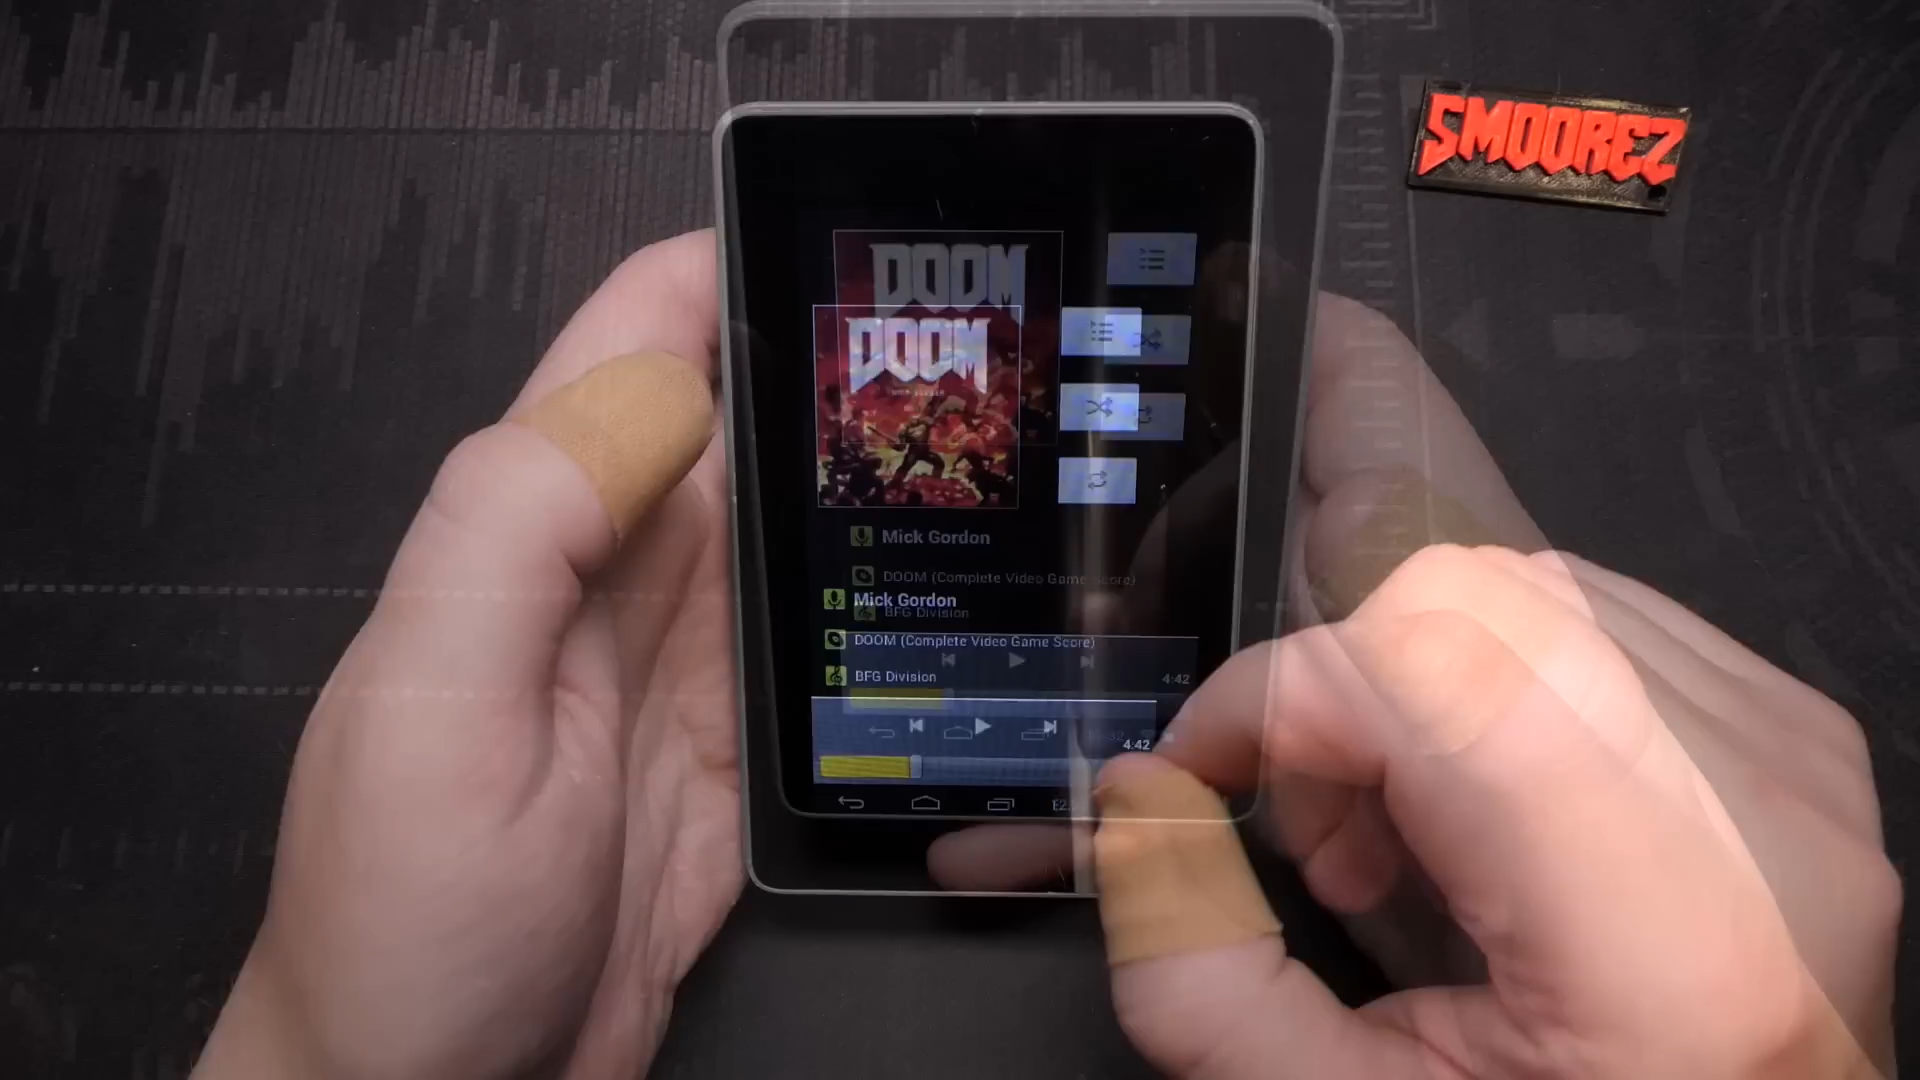 SMOOREZ
DOOM
DOOM
Mick Gordon
DOOM (Complete Video Game Score)
BFG Division
4:42
Mick Gordon
DOOM (Complete Video Game Score)
BFG Division
4:42